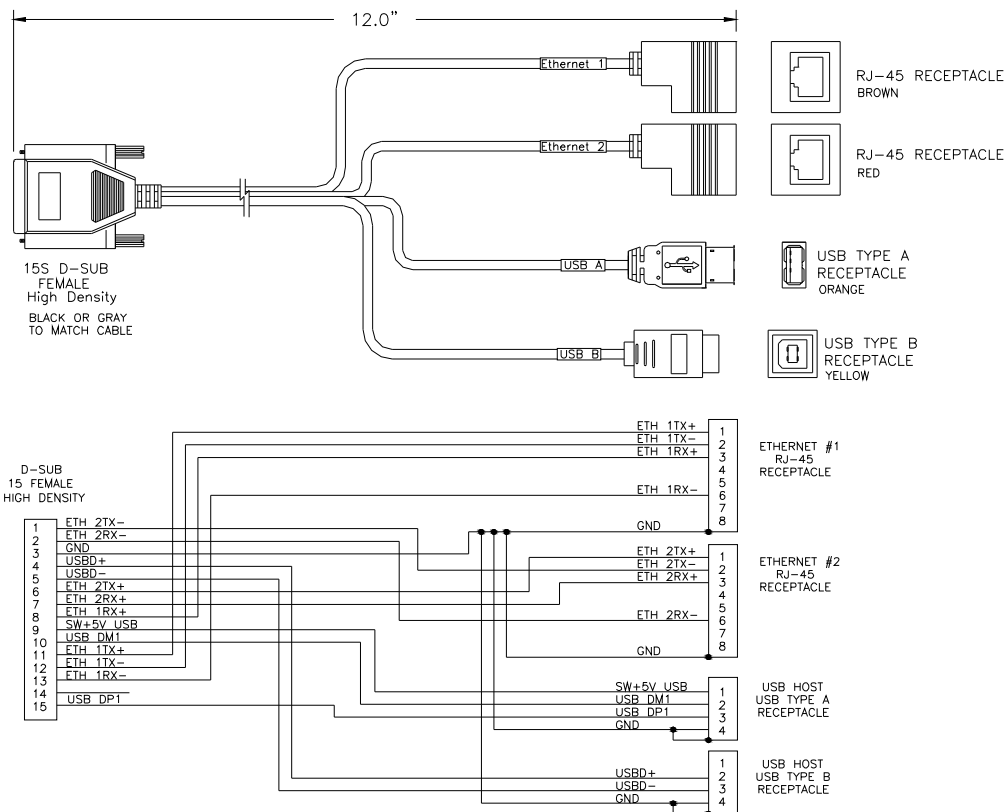 12.0"
Ethernet 1
RJ-45 RECEPTACLE
BROWN
Ethernet 2
RJ-45 RECEPTACLE
RED
15S D-SUB
FEMALE
High Density
BLACK OR GRAY
TO MATCH CABLE
USB A
USB TYPE A
RECEPTACLE
ORANGE
USB B
USB TYPE B
RECEPTACLE
YELLOW
D-SUB
15 FEMALE
HIGH DENSITY
1 ETH 2TX-
2 ETH 2RX-
3 GND
4 USBD+
5 USBD-
6 ETH 2TX+
7 ETH 2RX+
8 ETH 1RX+
9 SW+5V USB
10 USB DM1
11 ETH 1TX+
12 ETH 1TX-
13 ETH 1RX-
14
15 USB DP1
ETH 1TX+ 1
ETH 1TX- 2
ETH 1RX+ 3
4
5
ETH 1RX- 6
7
8
GND
ETHERNET #1
RJ-45
RECEPTACLE
ETH 2TX+ 1
ETH 2TX- 2
ETH 2RX+ 3
4
5
ETH 2RX- 6
7
8
GND
ETHERNET #2
RJ-45
RECEPTACLE
SW+5V USB 1
USB DM1 2
USB DP1 3
GND 4
USB HOST
USB TYPE A
RECEPTACLE
1
USBD+ 2
USBD- 3
GND 4
USB HOST
USB TYPE B
RECEPTACLE